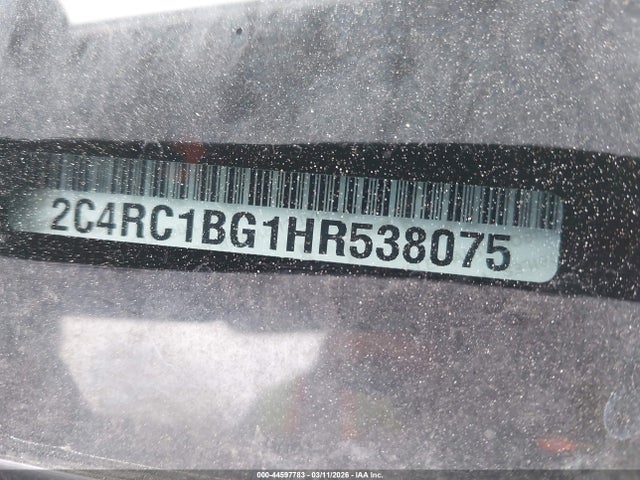 2C4RC1BG1HR538075
000-44597783 - 03/11/2026 - IAA Inc.